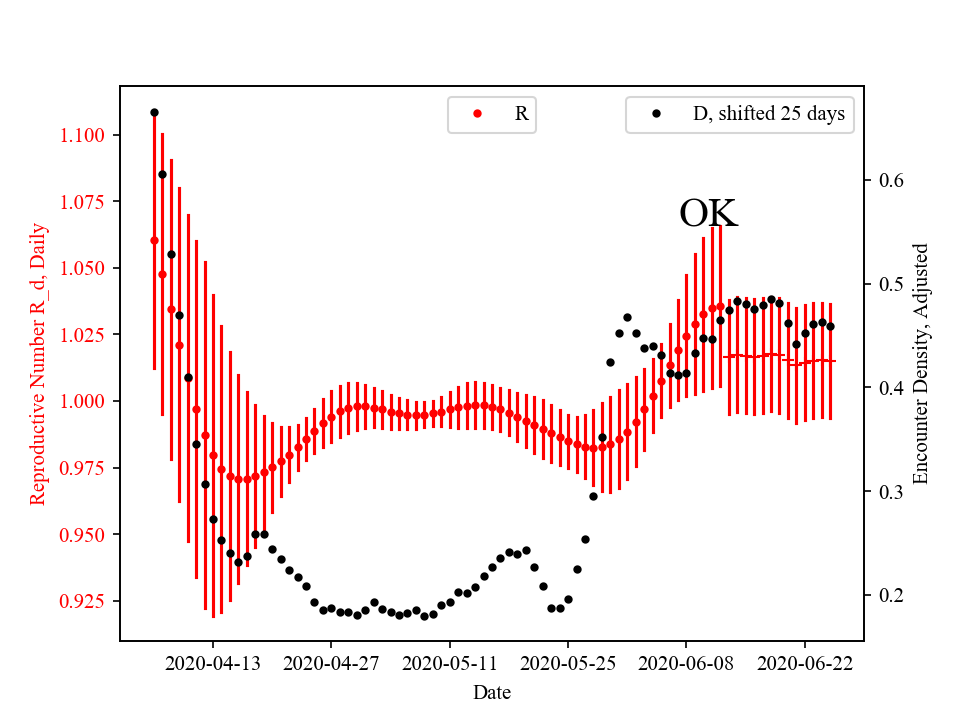 R
D, shifted 25 days
OK
Reproductive Number R_d, Daily
1.100
1.075
1.050
1.025
1.000
0.975
0.950
0.925
0.6
0.5
0.4
0.3
0.2
Encounter Density, Adjusted
2020-04-13 2020-04-27 2020-05-11 2020-05-25 2020-06-08 2020-06-22
Date